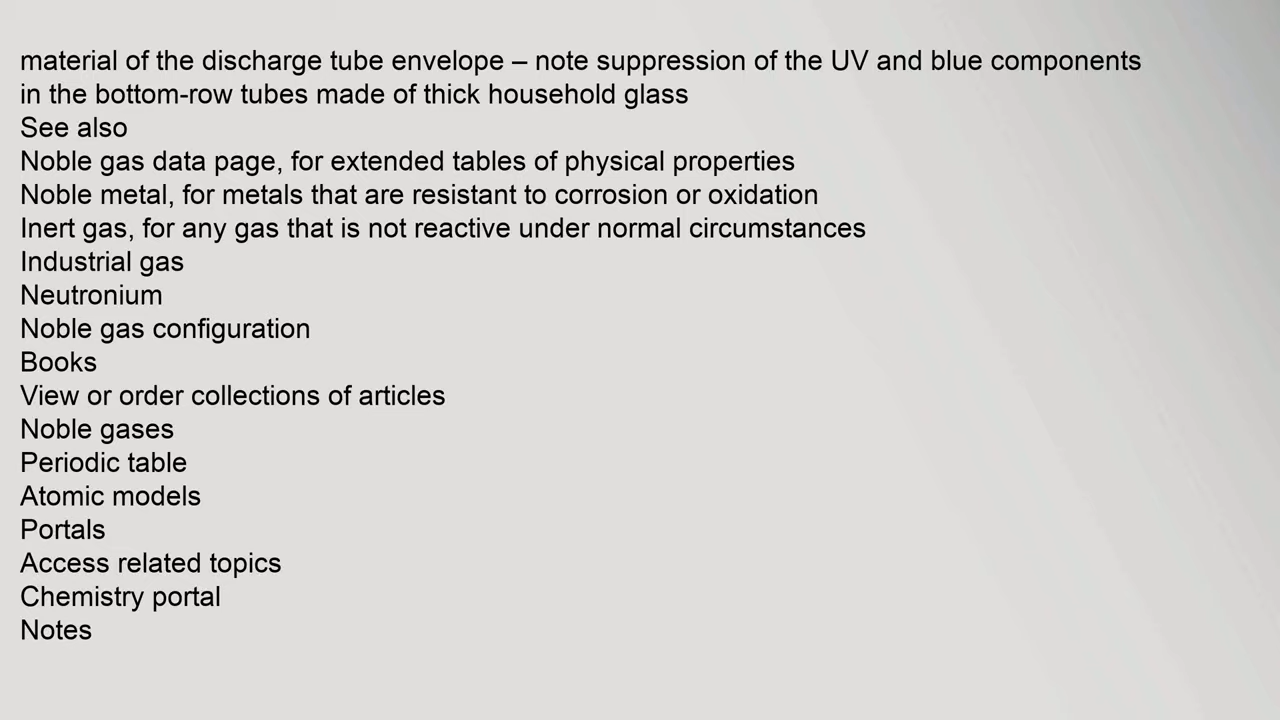 material of the discharge tube envelope – note suppression of the UV and blue components
in the bottom-row tubes made of thick household glass
See also
Noble gas data page, for extended tables of physical properties
Noble metal, for metals that are resistant to corrosion or oxidation
Inert gas, for any gas that is not reactive under normal circumstances
Industrial gas
Neutronium
Noble gas configuration
Books
View or order collections of articles
Noble gases
Periodic table
Atomic models
Portals
Access related topics
Chemistry portal
Notes